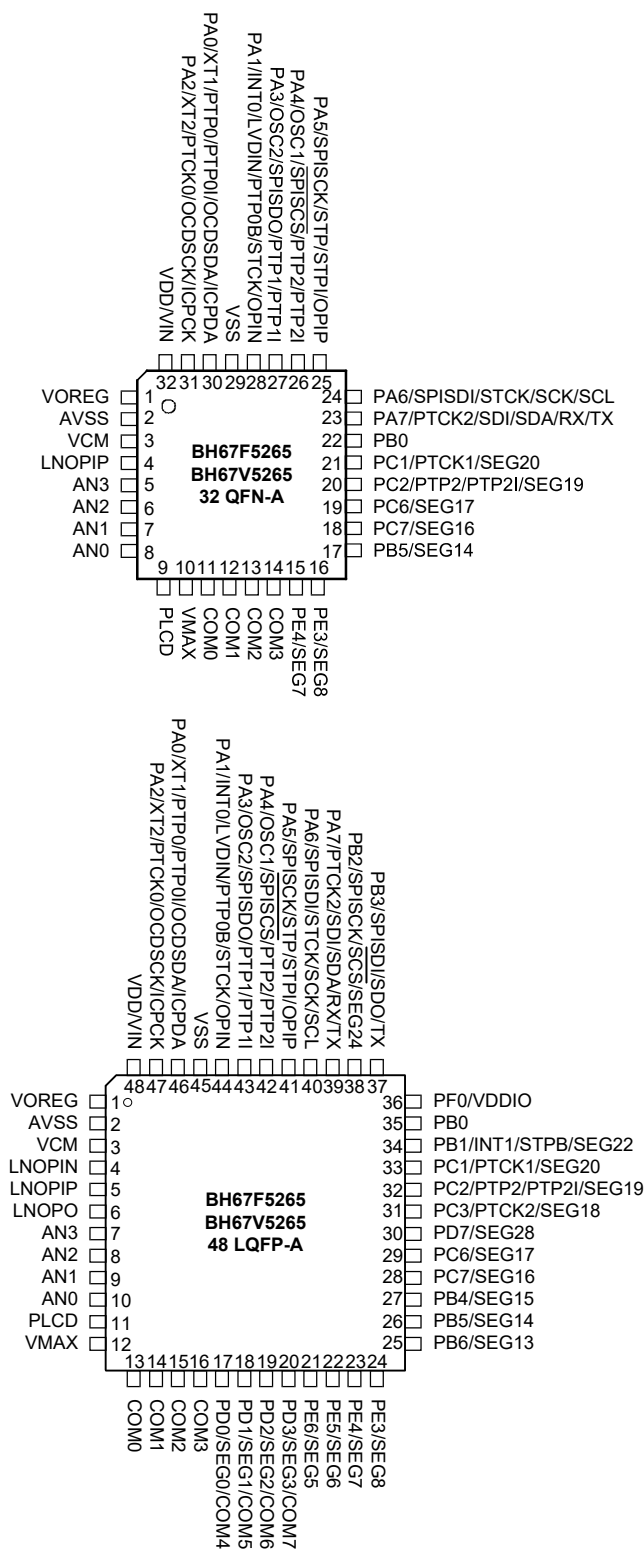 PA5/SPISCK/STP/STPI/OPIP
PA4/OSC1/SPISCS/PTP2/PTP2I
PA3/OSC2/SPISDO/PTP1/PTP1I
PA1/INT0/LVDIN/PTP0B/STCK/OPIN
VSS
PA0/XT1/PTP0/PTP0I/OCDSDA/ICPDA
PA2/XT2/PTCK0/OCDSCK/ICPCK
VDD/VIN
32 31 30 29 28 27 26 25
VOREG 1
AVSS 2
VCM 3
LNOPIP 4
AN3 5
AN2 6
AN1 7
AN0 8
BH67F5265
BH67V5265
32 QFN-A
24 PA6/SPISDI/STCK/SCK/SCL
23 PA7/PTCK2/SDI/SDA/RX/TX
22 PB0
21 PC1/PTCK1/SEG20
20 PC2/PTP2/PTP2I/SEG19
19 PC6/SEG17
18 PC7/SEG16
17 PB5/SEG14
9 10 11 12 13 14 15 16
PLCD
VMAX
COM0
COM1
COM2
COM3
PE4/SEG7
PE3/SEG8
PB3/SPISDI/SDO/TX
PB2/SPISCK/SCS/SEG24
PA7/PTCK2/SDI/SDA/RX/TX
PA6/SPISDI/STCK/SCK/SCL
PA5/SPISCK/STP/STPI/OPIP
PA4/OSC1/SPISCS/PTP2/PTP2I
PA3/OSC2/SPISDO/PTP1/PTP1I
PA1/INT0/LVDIN/PTP0B/STCK/OPIN
VSS
PA0/XT1/PTP0/PTP0I/OCDSDA/ICPDA
PA2/XT2/PTCK0/OCDSCK/ICPCK
VDD/VIN
48 47 46 45 44 43 42 41 40 39 38 37
VOREG 1
AVSS 2
VCM 3
LNOPIN 4
LNOPIP 5
LNOPO 6
AN3 7
AN2 8
AN1 9
AN0 10
PLCD 11
VMAX 12
BH67F5265
BH67V5265
48 LQFP-A
36 PF0/VDDIO
35 PB0
34 PB1/INT1/STPB/SEG22
33 PC1/PTCK1/SEG20
32 PC2/PTP2/PTP2I/SEG19
31 PC3/PTCK2/SEG18
30 PD7/SEG28
29 PC6/SEG17
28 PC7/SEG16
27 PB4/SEG15
26 PB5/SEG14
25 PB6/SEG13
13 14 15 16 17 18 19 20 21 22 23 24
COM0
COM1
COM2
COM3
PD0/SEG0/COM4
PD1/SEG1/COM5
PD2/SEG2/COM6
PD3/SEG3/COM7
PE6/SEG5
PE5/SEG6
PE4/SEG7
PE3/SEG8